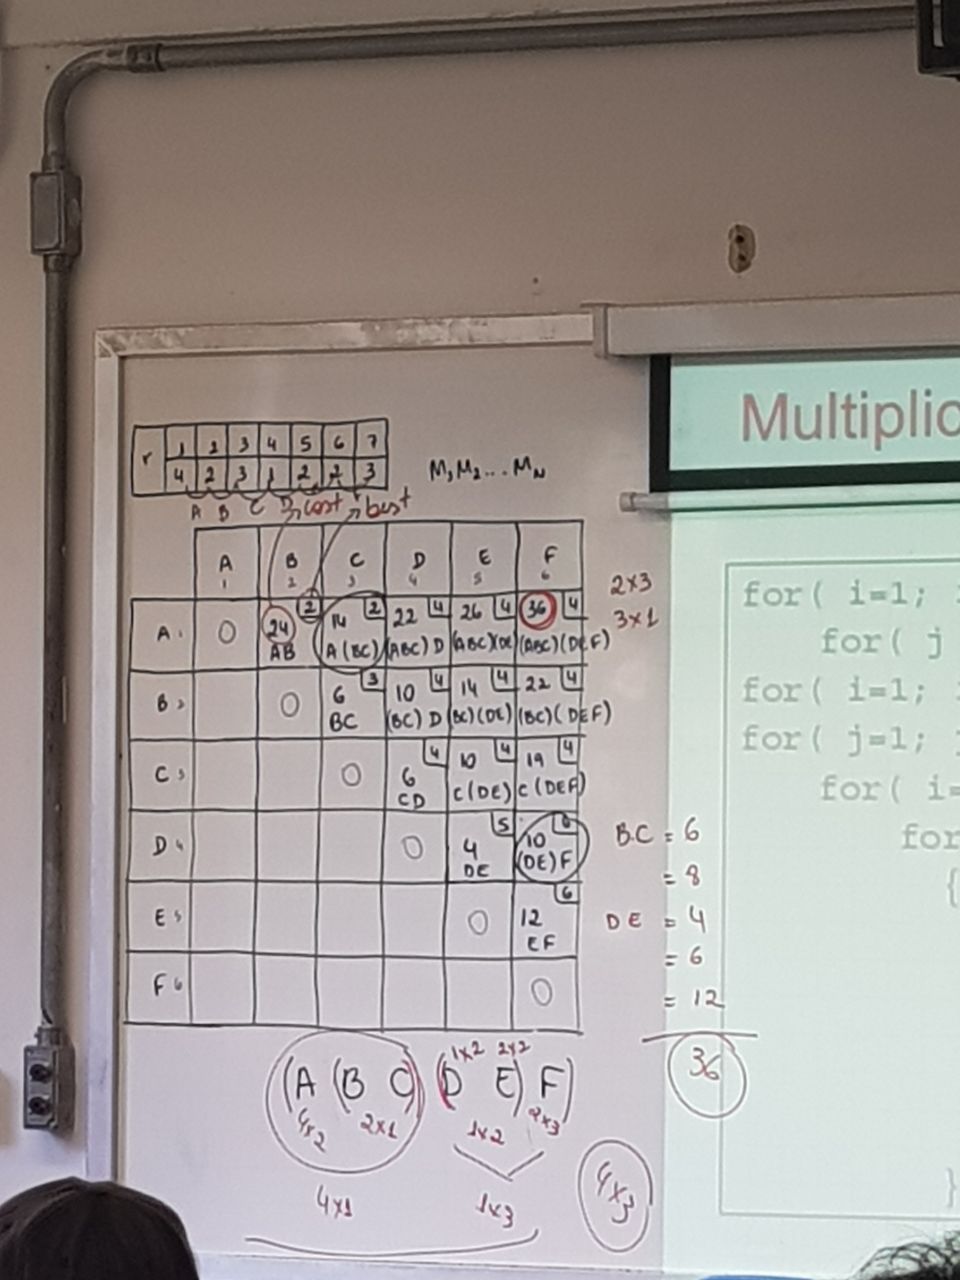 Multiplic
r 1 2 3 4 5 6 7
4 2 3 1 2 2 3
M₁M₂...Mɴ
A B C D cost best
A B C D E F
1 2 3 4 5 6
2x3
3x1
A 1 0 24 2 14 2 22 4 26 4 36 4
AB A(BC) (ABC)D (ABC)(DE) (ABC)(DEF)
B 2 0 6 3 10 4 14 4 22 4
BC (BC)D (BC)(DE) (BC)(DEF)
C 3 0 6 4 10 4 19 4
CD C(DE) C(DEF)
D 4 0 4 5 10 6
DE (DE)F
E 5 0 12 6
EF
F 6 0
for( i=1;
for( j
for( i=1;
for( j=1;
for( i=
for
{
}
BC = 6
= 8
DE = 4
= 6
= 12
36
1x2 2x2
(A (B C) (D E) F)
4x2 2x1 1x2 2x3
4x1 1x3 4x3